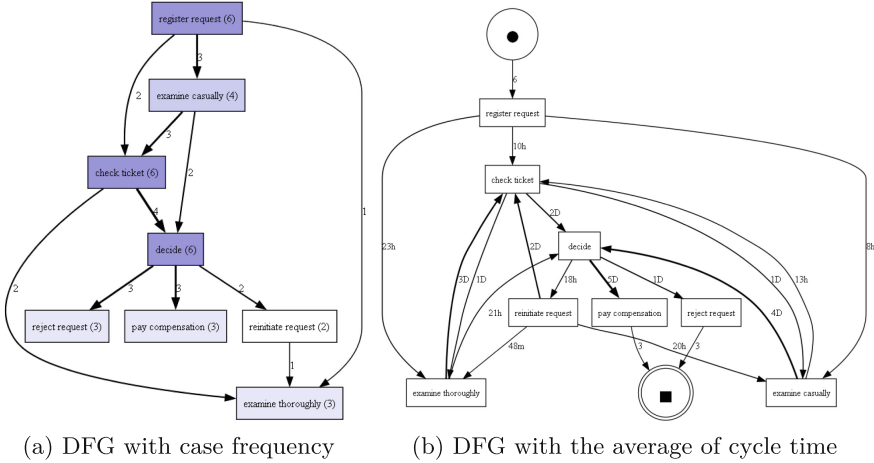 register request (6)
3
2
examine casually (4)
3
2
1
check ticket (6)
4
decide (6)
2
3
3
2
reject request (3)
pay compensation (3)
reinitiate request (2)
1
examine thoroughly (3)
(a) DFG with case frequency
6
register request
10h
check ticket
2D
23h
8h
decide
2D
3D
1D
18h
5D
1D
1D
13h
21h
4D
reinitiate request
pay compensation
reject request
48m
3
3
20h
examine thoroughly
examine casually
(b) DFG with the average of cycle time